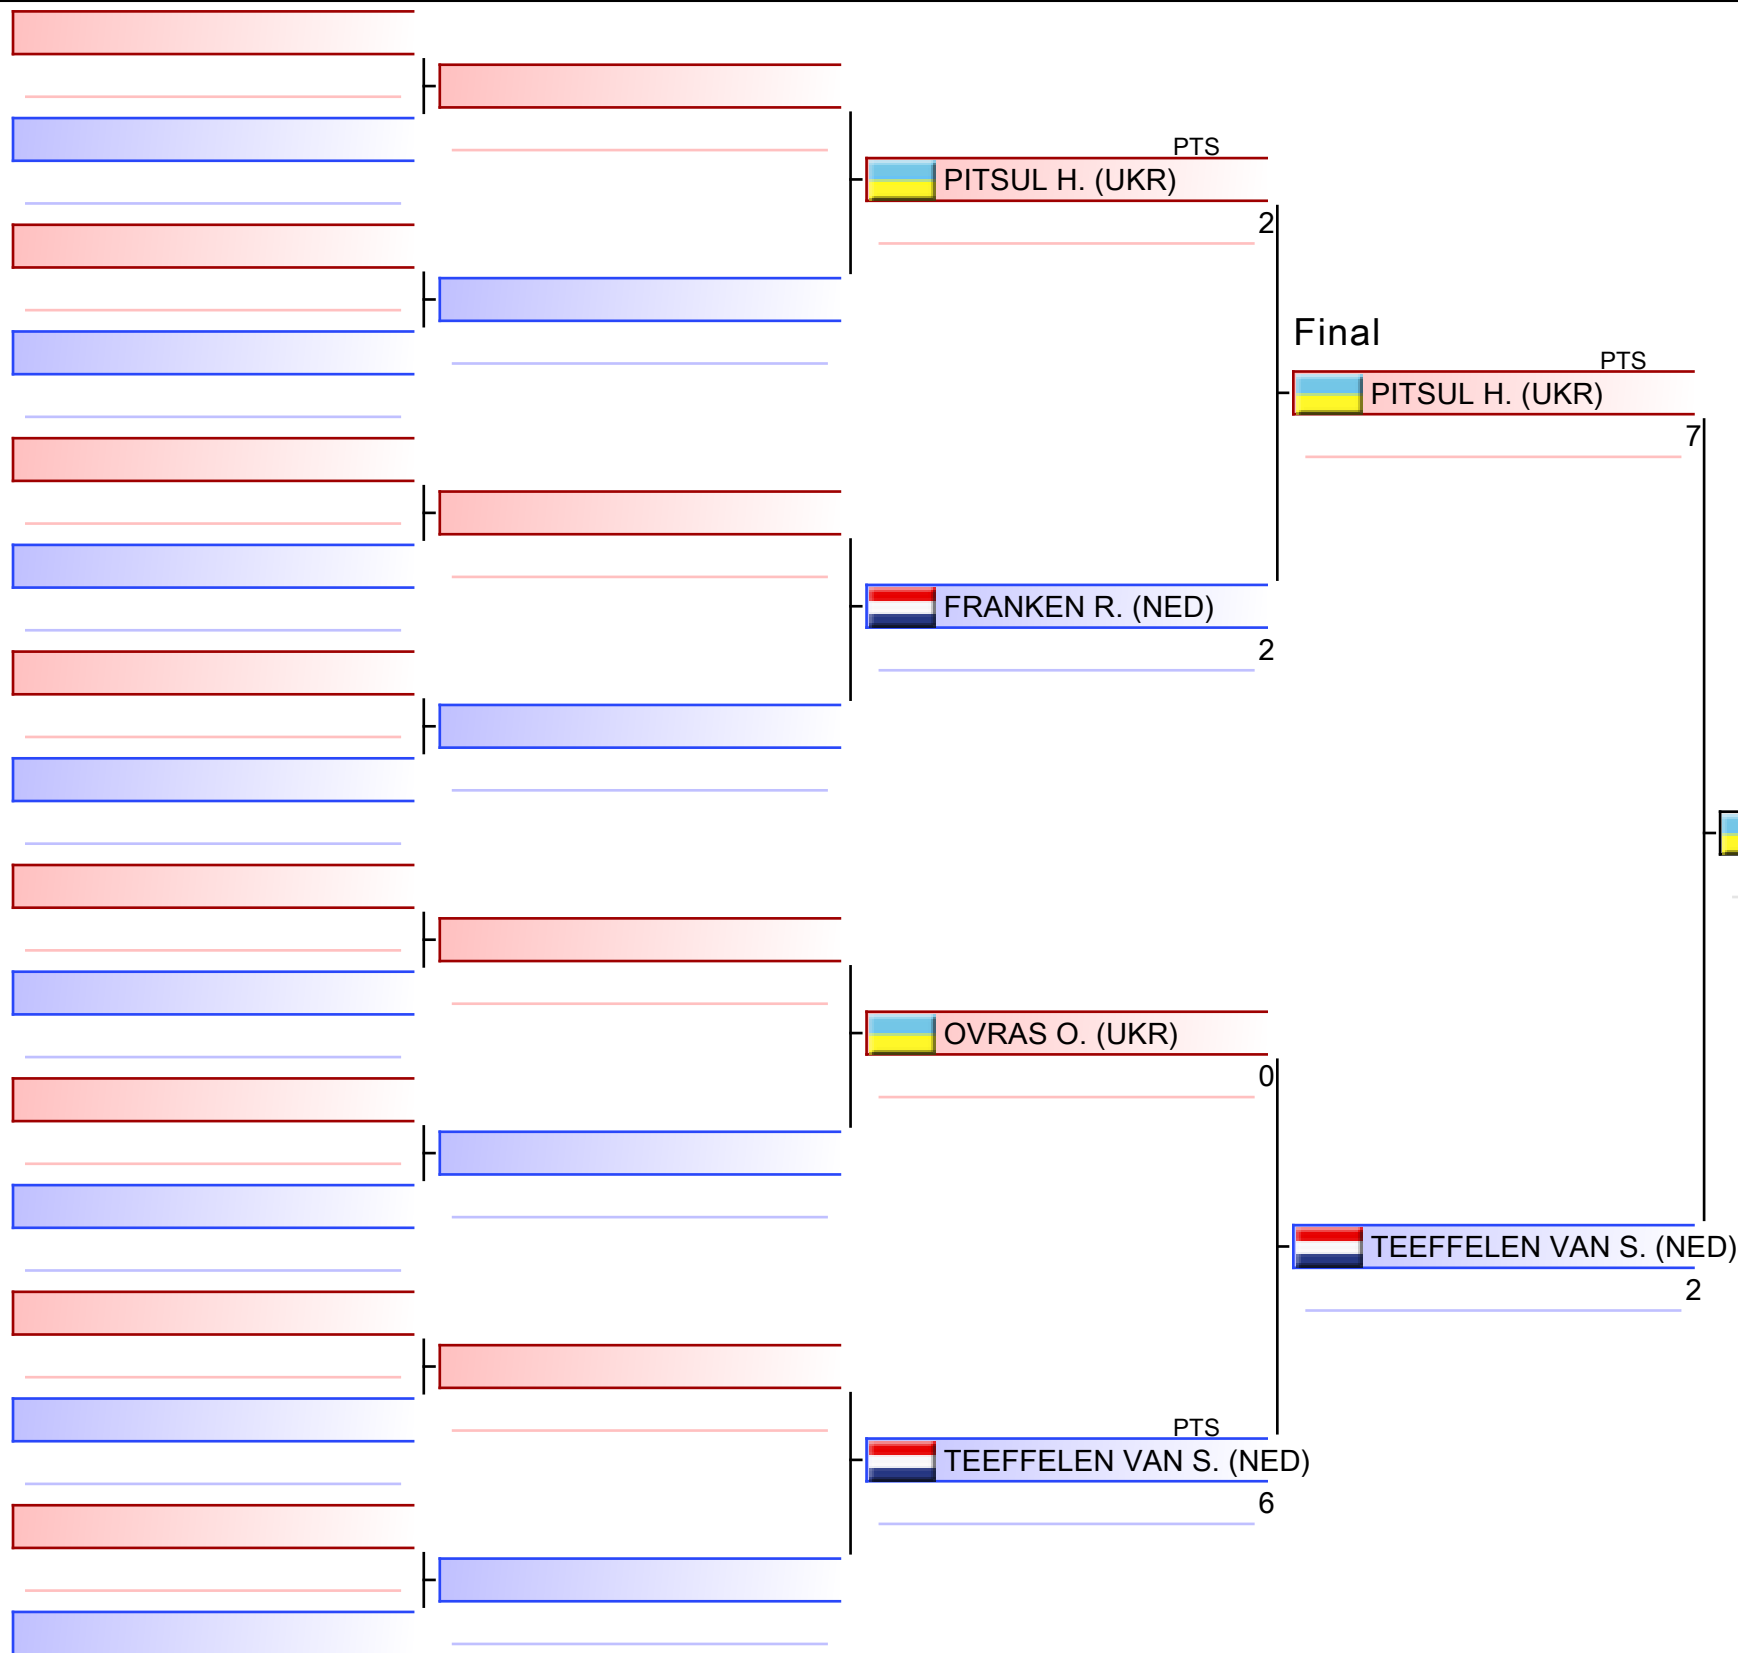 PTS
PITSUL H. (UKR)
2
Final
PTS
PITSUL H. (UKR)
7
FRANKEN R. (NED)
2
OVRAS O. (UKR)
0
TEEFFELEN VAN S. (NED)
2
PTS
TEEFFELEN VAN S. (NED)
6